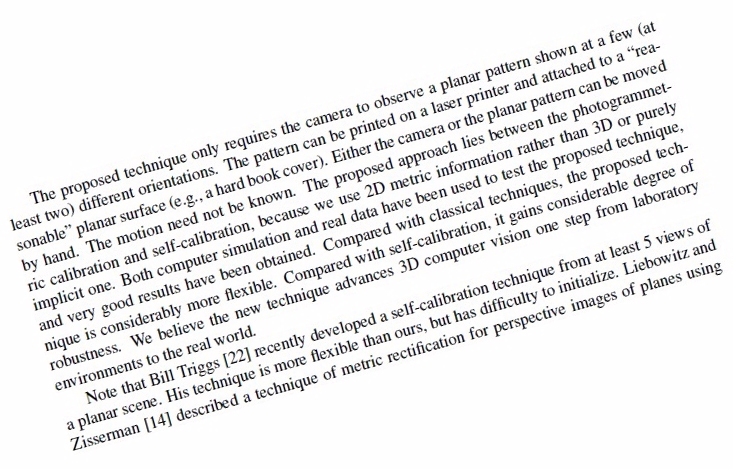 The proposed technique only requires the camera to observe a planar pattern shown at a few (at
least two) different orientations. The pattern can be printed on a laser printer and attached to a “rea-
sonable” planar surface (e.g., a hard book cover). Either the camera or the planar pattern can be moved
by hand. The motion need not be known. The proposed approach lies between the photogrammet-
ric calibration and self-calibration, because we use 2D metric information rather than 3D or purely
implicit one. Both computer simulation and real data have been used to test the proposed technique,
and very good results have been obtained. Compared with classical techniques, the proposed tech-
nique is considerably more flexible. Compared with self-calibration, it gains considerable degree of
robustness. We believe the new technique advances 3D computer vision one step from laboratory
environments to the real world.
Note that Bill Triggs [22] recently developed a self-calibration technique from at least 5 views of
a planar scene. His technique is more flexible than ours, but has difficulty to initialize. Liebowitz and
Zisserman [14] described a technique of metric rectification for perspective images of planes using